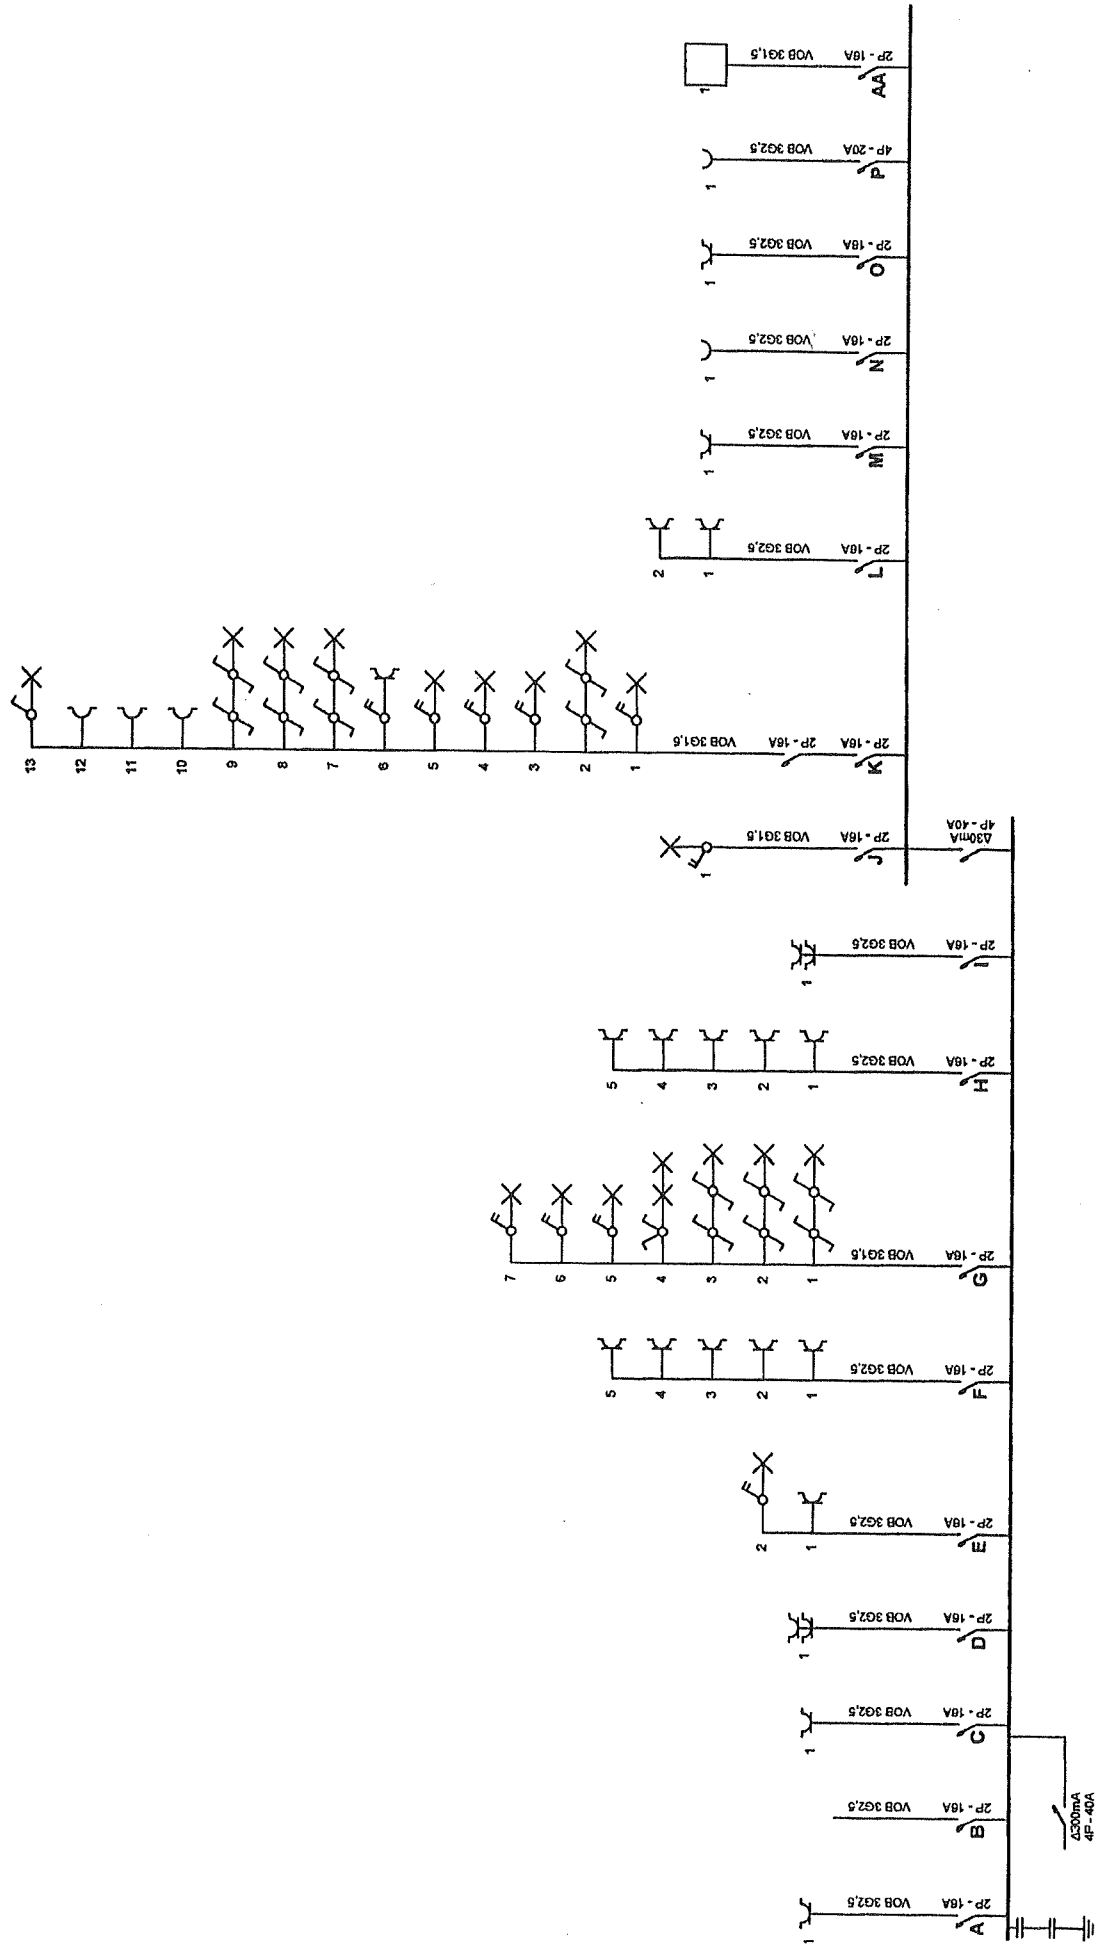 1
VOB 3G1,5
2P - 16A
AA
1
VOB 3G2,5
4P - 20A
P
1
VOB 3G2,5
2P - 16A
O
1
VOB 3G2,5
2P - 16A
N
1
VOB 3G2,5
2P - 16A
M
2
1
VOB 3G2,5
2P - 16A
L
13
12
11
10
9
8
7
6
5
4
3
2
1
VOB 3G1,5
2P - 16A
2P - 16A
K
1
VOB 3G1,5
2P - 16A
J
Δ30mA
4P - 40A
1
VOB 3G2,5
2P - 16A
I
5
4
3
2
1
VOB 3G2,5
2P - 16A
H
7
6
5
4
3
2
1
VOB 3G1,5
2P - 16A
G
5
4
3
2
1
VOB 3G2,5
2P - 16A
F
2
1
VOB 3G2,5
2P - 16A
E
1
VOB 3G2,5
2P - 16A
D
1
VOB 3G2,5
2P - 16A
C
VOB 3G2,5
2P - 16A
B
Δ300mA
4P - 40A
1
VOB 3G2,5
2P - 16A
A